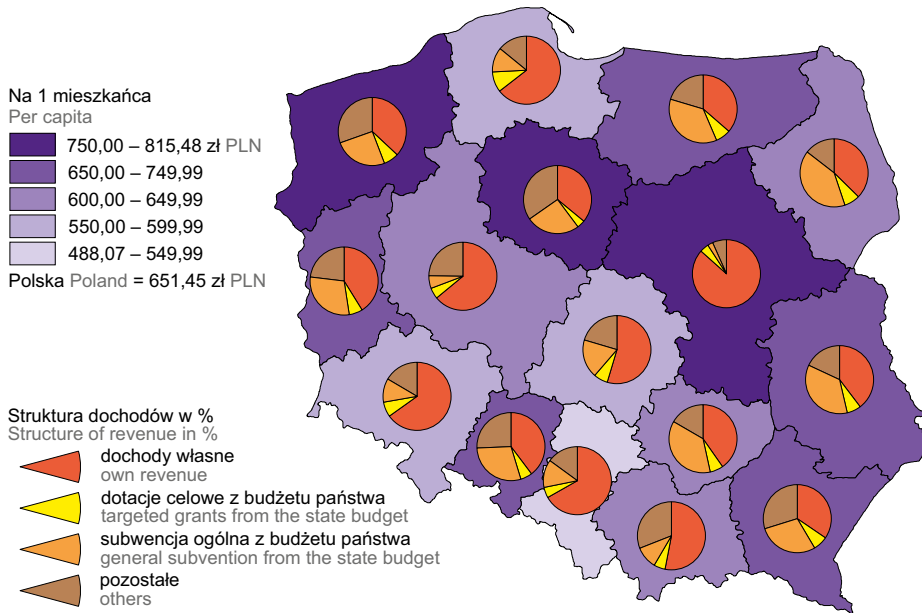 Na 1 mieszkańca
Per capita
750,00 – 815,48 zł PLN
650,00 – 749,99
600,00 – 649,99
550,00 – 599,99
488,07 – 549,99
Polska Poland = 651,45 zł PLN
Struktura dochodów w %
Structure of revenue in %
dochody własne
own revenue
dotacje celowe z budżetu państwa
targeted grants from the state budget
subwencja ogólna z budżetu państwa
general subvention from the state budget
pozostałe
others